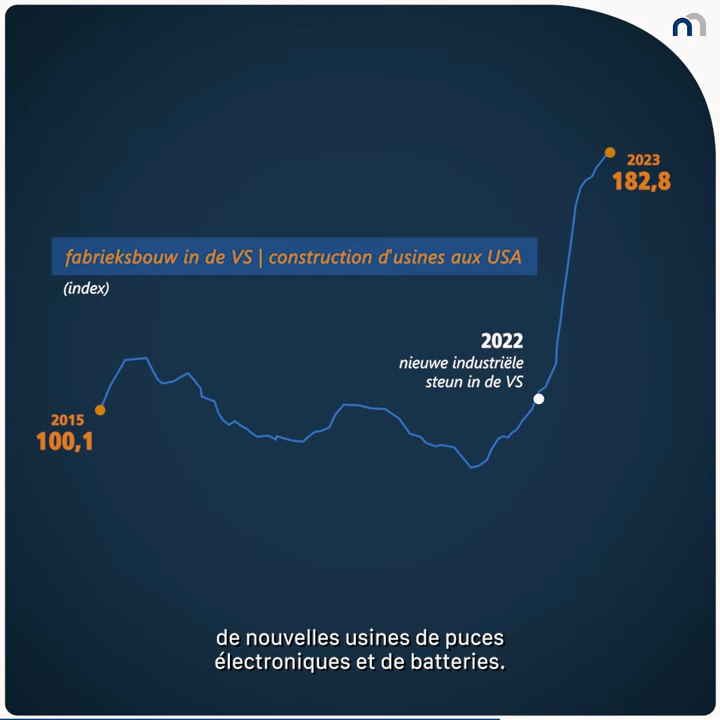 2023
182,8
fabrieksbouw in de VS | construction d'usines aux USA
(index)
2022
nieuwe industriële
steun in de VS
2015
100,1
de nouvelles usines de puces
électroniques et de batteries.